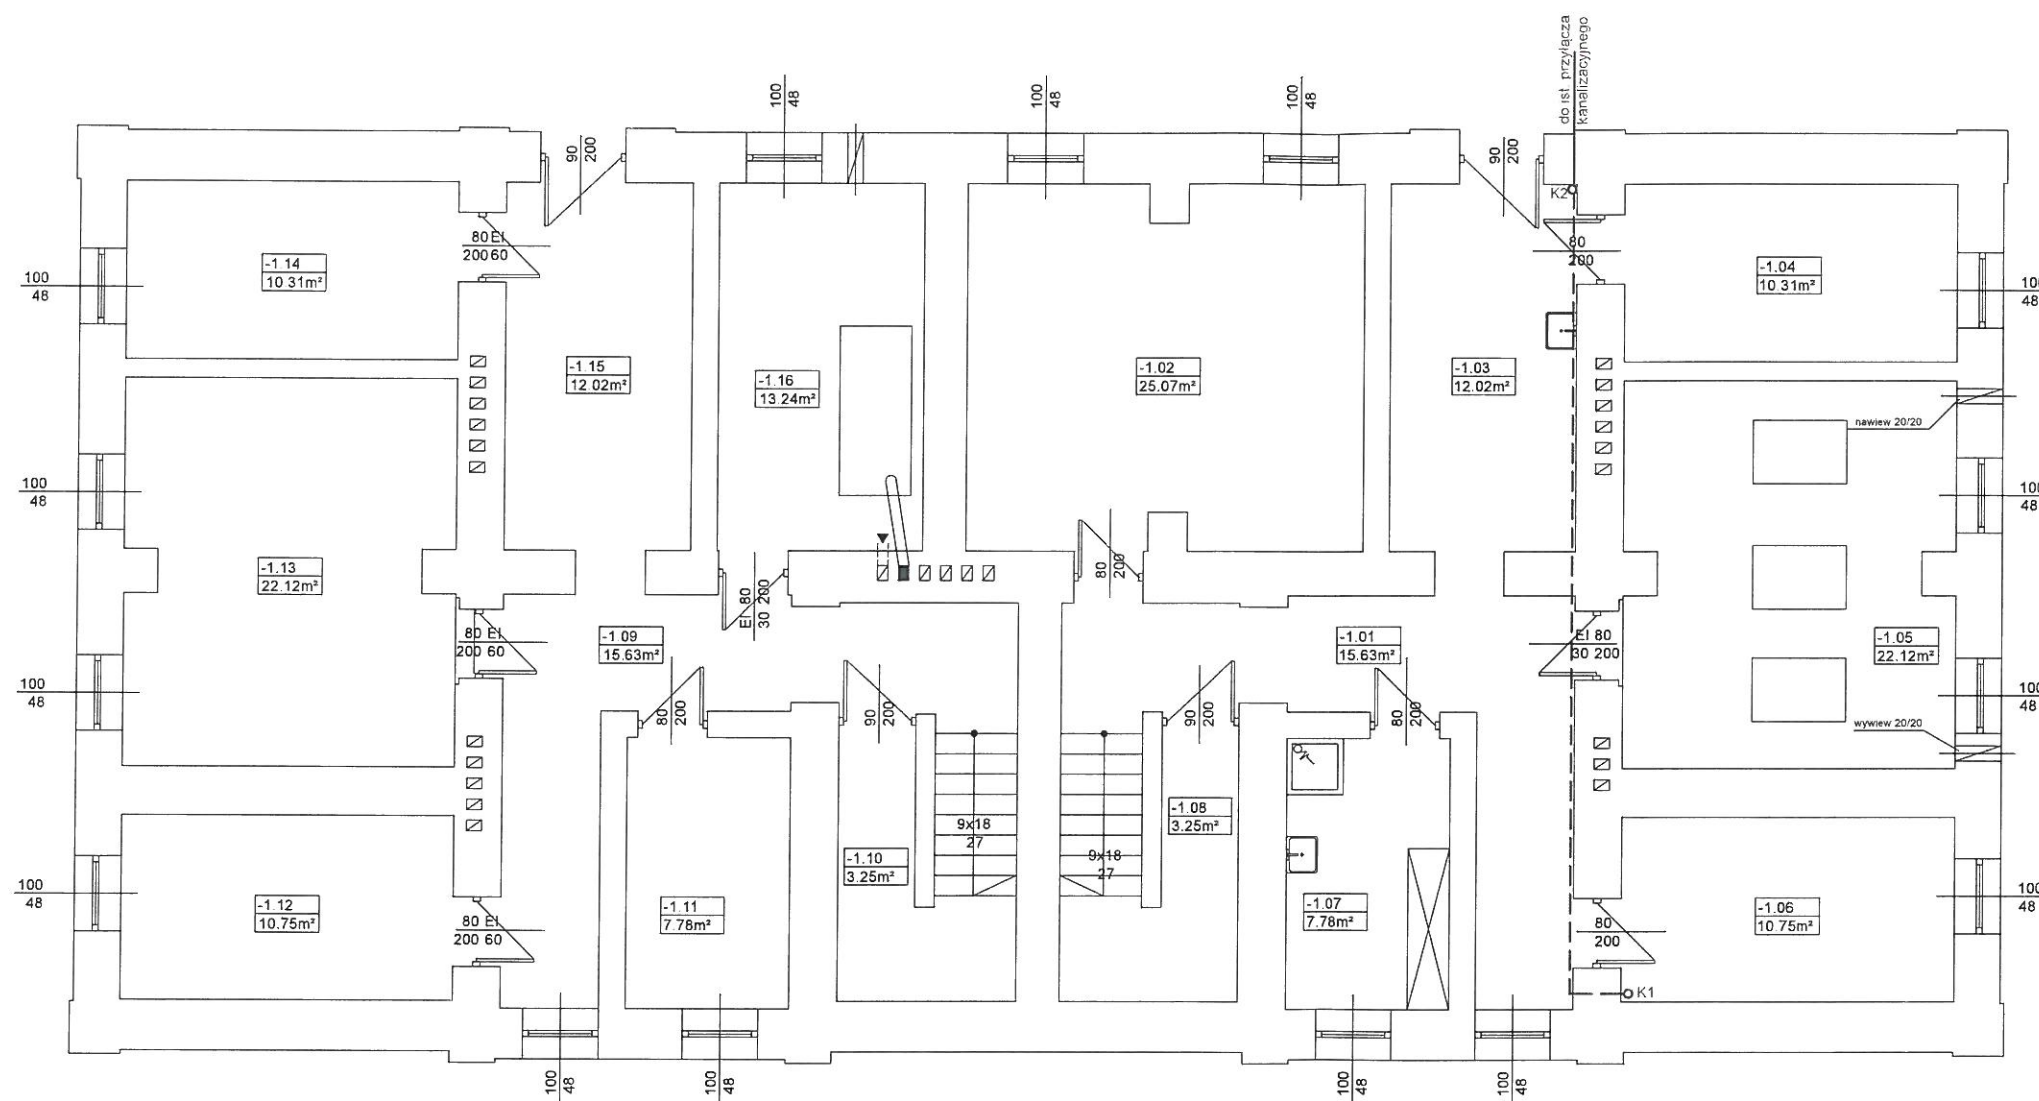 do ist przyłącza
kanalizacyjnego
100
48
100
48
100
48
90
200
90
200
K2
80 EI
200 60
80
200
-1.14
10 31m²
-1.04
10.31m²
100
48
100
48
-1.15
12.02m²
-1.16
13.24m²
-1.02
25.07m²
-1.03
12.02m²
nawiew 20/20
100
48
100
48
-1.13
22.12m²
EI 80
30 200
80
200
80 EI
200 60
-1.09
15.63m²
-1.01
15.63m²
EI 80
30 200
-1.05
22.12m²
100
48
100
48
80
200
90
200
90
200
80
200
wywiew 20/20
9x18
27
9x18
27
-1.08
3.25m²
-1.10
3.25m²
100
48
100
48
-1.12
10.75m²
-1.11
7.78m²
-1.07
7.78m²
-1.06
10.75m²
80 EI
200 60
80
200
K1
100
48
100
48
100
48
100
48